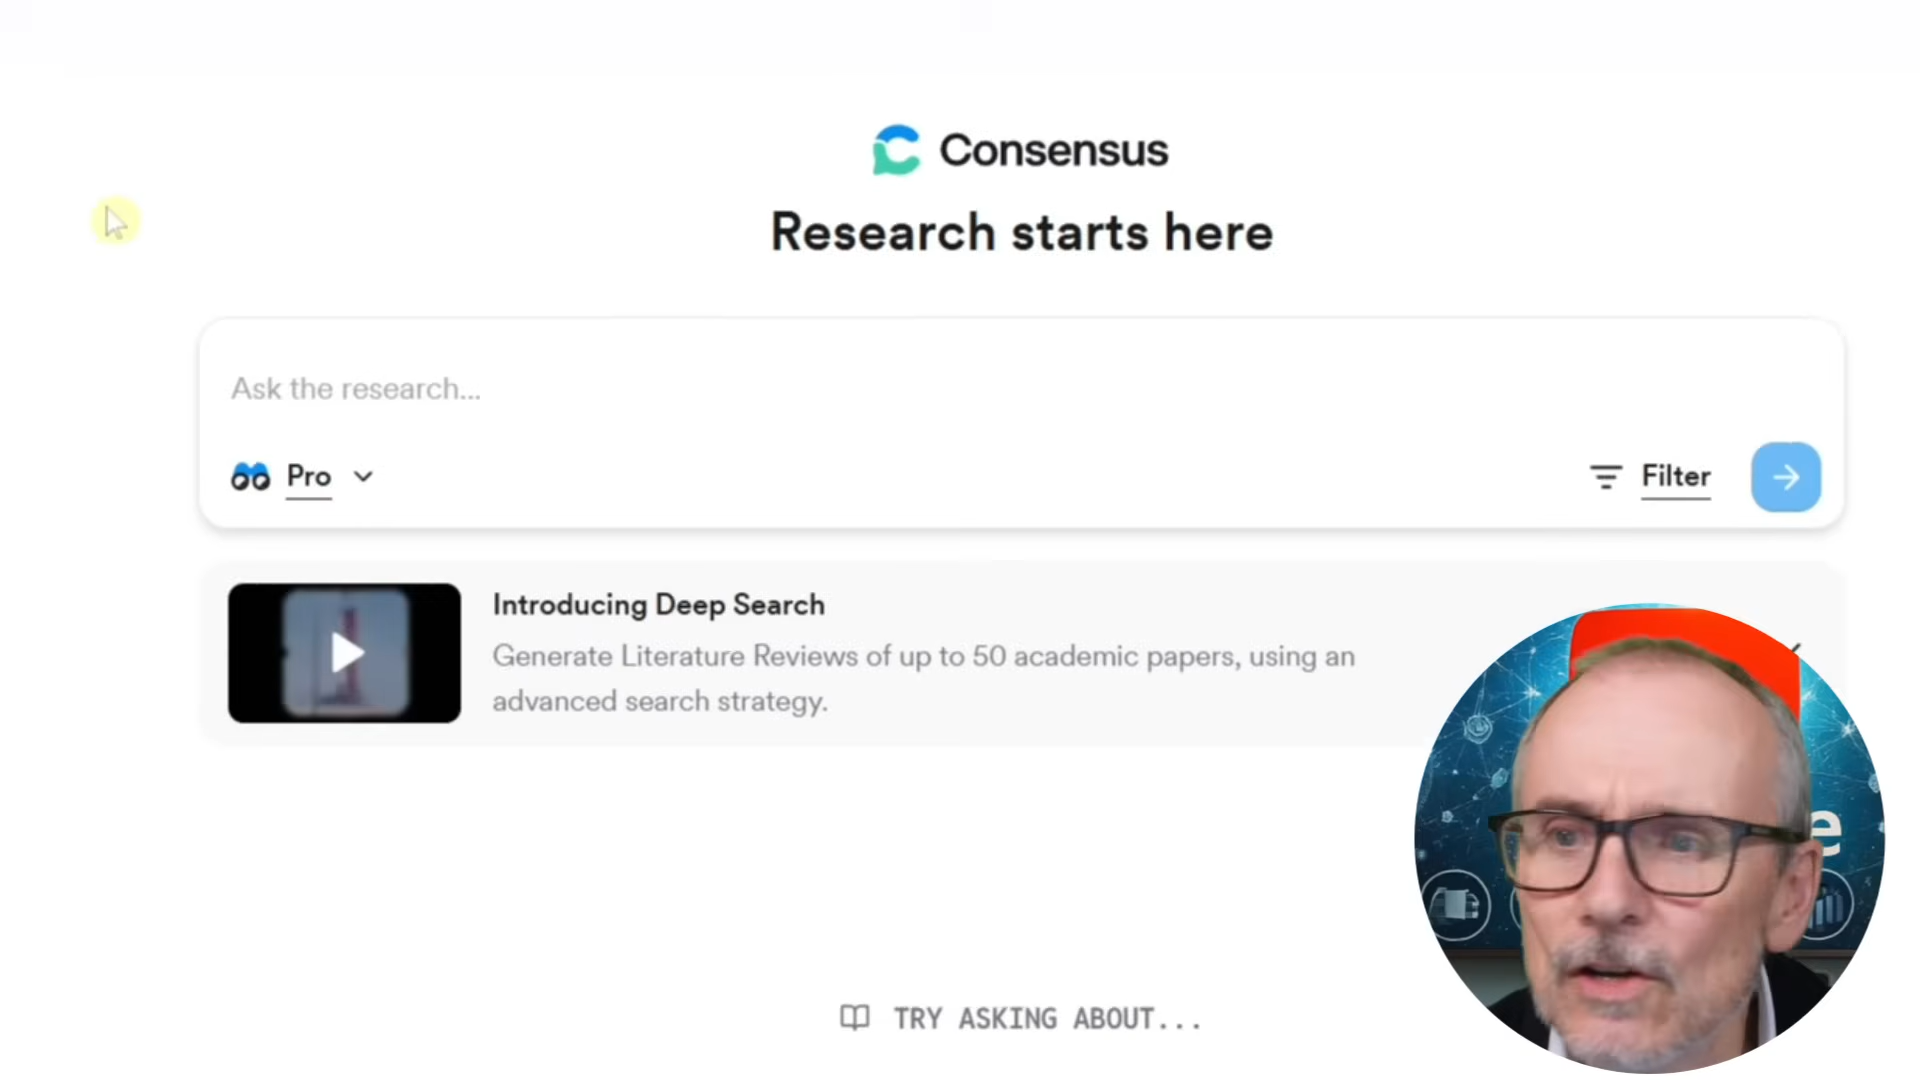 Consensus
Research starts here
Ask the research...
Pro
Filter
Introducing Deep Search
Generate Literature Reviews of up to 50 academic papers, using an
advanced search strategy.
e
TRY ASKING ABOUT...